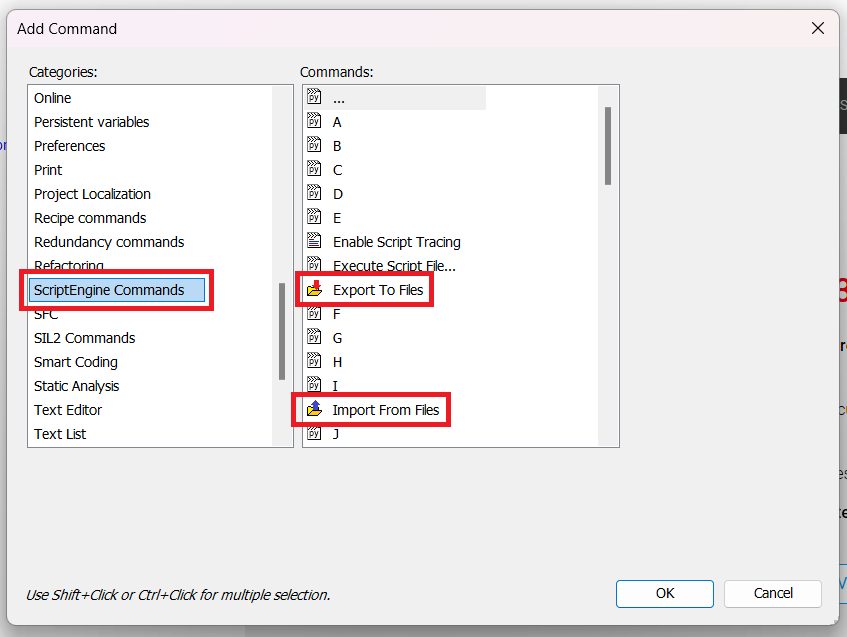 Add Command
Categories:
Commands:
Online
Persistent variables
Preferences
Print
Project Localization
Recipe commands
Redundancy commands
Refactoring
ScriptEngine Commands
SFC
SIL2 Commands
Smart Coding
Static Analysis
Text Editor
Text List
...
A
B
C
D
E
Enable Script Tracing
Execute Script File...
Export To Files
F
G
H
I
Import From Files
J
Use Shift+Click or Ctrl+Click for multiple selection.
OK
Cancel